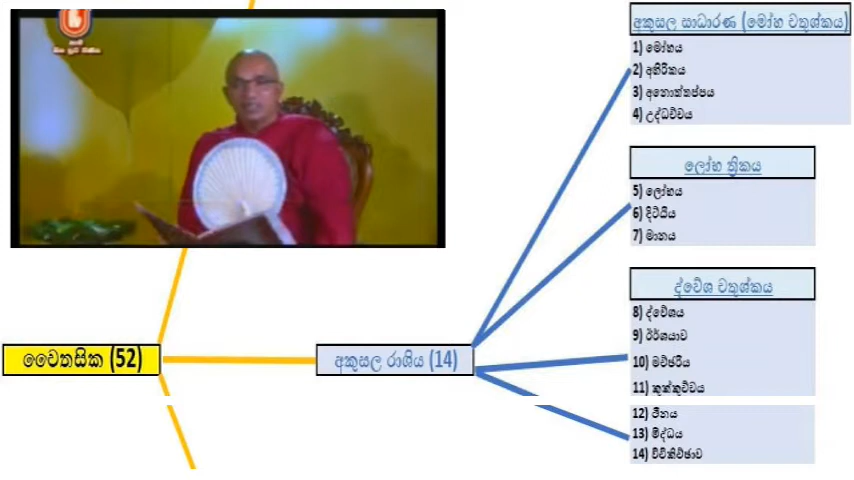 අකුසල සාධාරණ (මෝහ චතුශ්කය)
1) මෝහය
2) අහිරිකය
3) අනොත්තප්පය
4) උද්ධච්චය
ලෝභ ත්‍රිකය
5) ලෝභය
6) දිට්ඨිය
7) මානය
ද්වේශ චතුශ්කය
8) ද්වේශය
9) ඊර්ශයාව
10) මච්ඡරිය
11) කුක්කුච්චය
12) ථීනය
13) මිද්ධය
14) විචිකිච්ඡාව
චෛතසික (52)
අකුසල රාශිය (14)